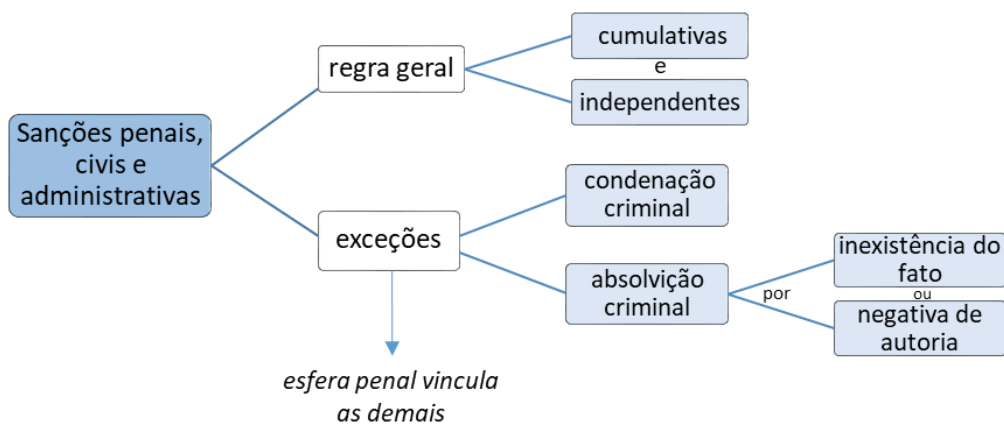 Sanções penais,
civis e
administrativas
regra geral
cumulativas
e
independentes
exceções
condenação
criminal
absolvição
criminal
por
inexistência do
fato
ou
negativa de
autoria
esfera penal vincula
as demais